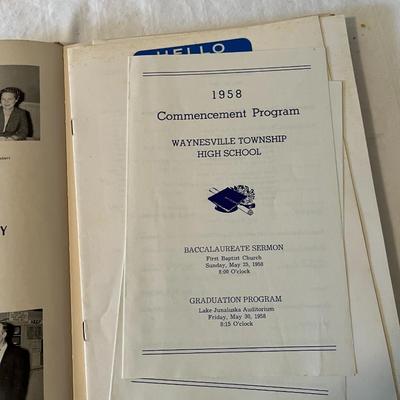 HELLO
1958
Commencement Program
WAYNESVILLE TOWNSHIP
HIGH SCHOOL
BACCALAUREATE SERMON
First Baptist Church
Sunday, May 25, 1958
8:00 O'clock
GRADUATION PROGRAM
Lake Junaluska Auditorium
Friday, May 30, 1958
8:15 O'clock
Y